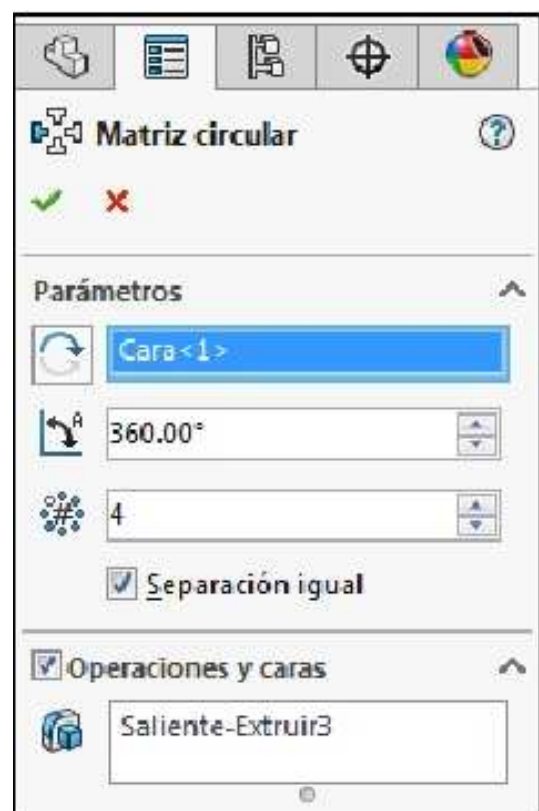 Matriz circular
Parámetros
Cara<1>
360.00°
4
Separación igual
Operaciones y caras
Saliente-Extruir3